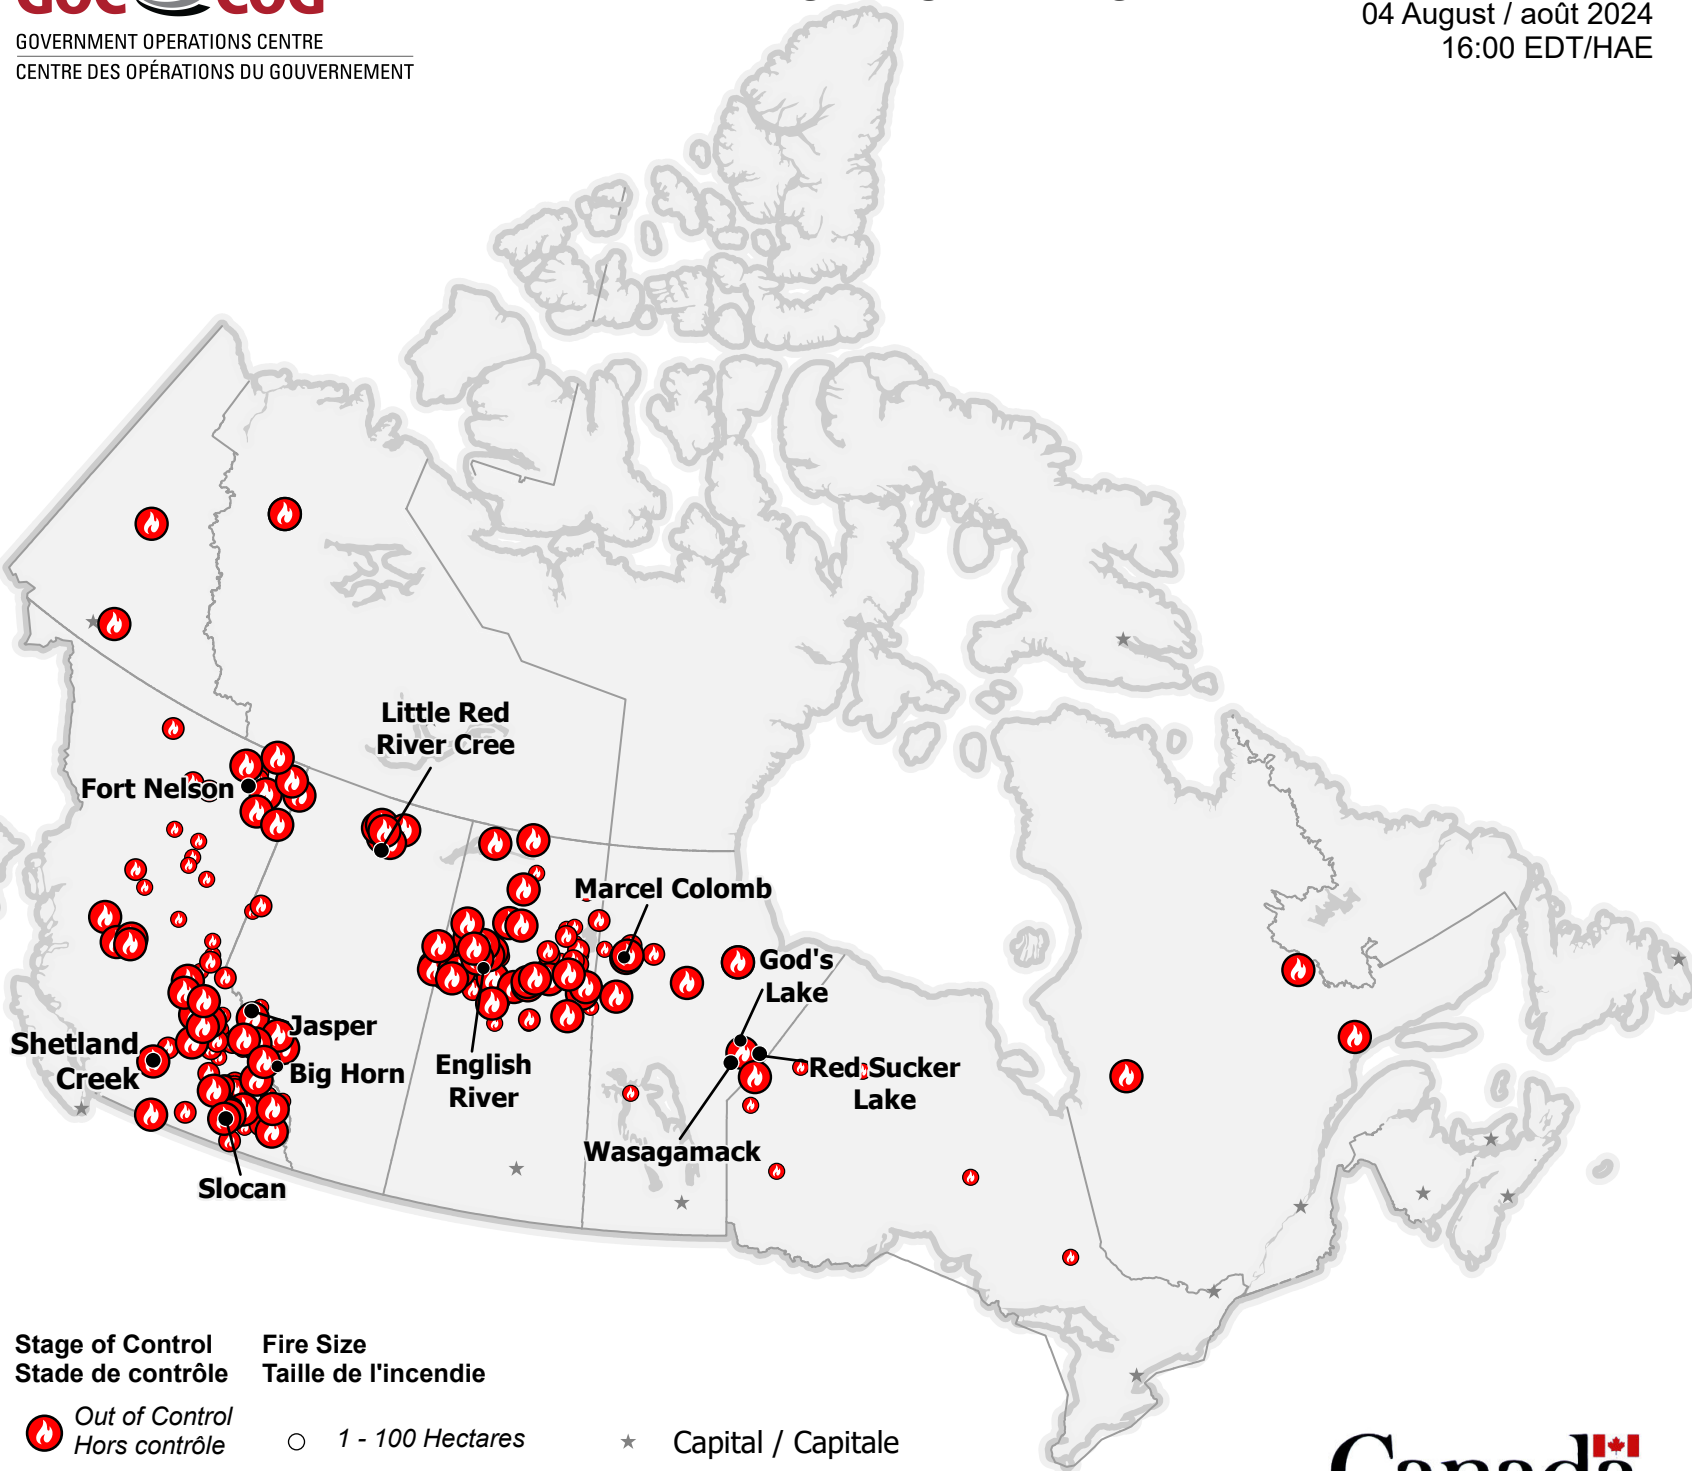 GOVERNMENT OPERATIONS CENTRE
CENTRE DES OPÉRATIONS DU GOUVERNEMENT
04 August / août 2024
16:00 EDT/HAE
Little Red
River Cree
Fort Nelson
Marcel Colomb
God's
Lake
Jasper
Shetland
Creek
Big Horn
English
River
Red Sucker
Lake
Wasagamack
Slocan
Stage of Control
Stade de contrôle
Fire Size
Taille de l'incendie
Out of Control
Hors contrôle
1 - 100 Hectares
Capital / Capitale
Canada